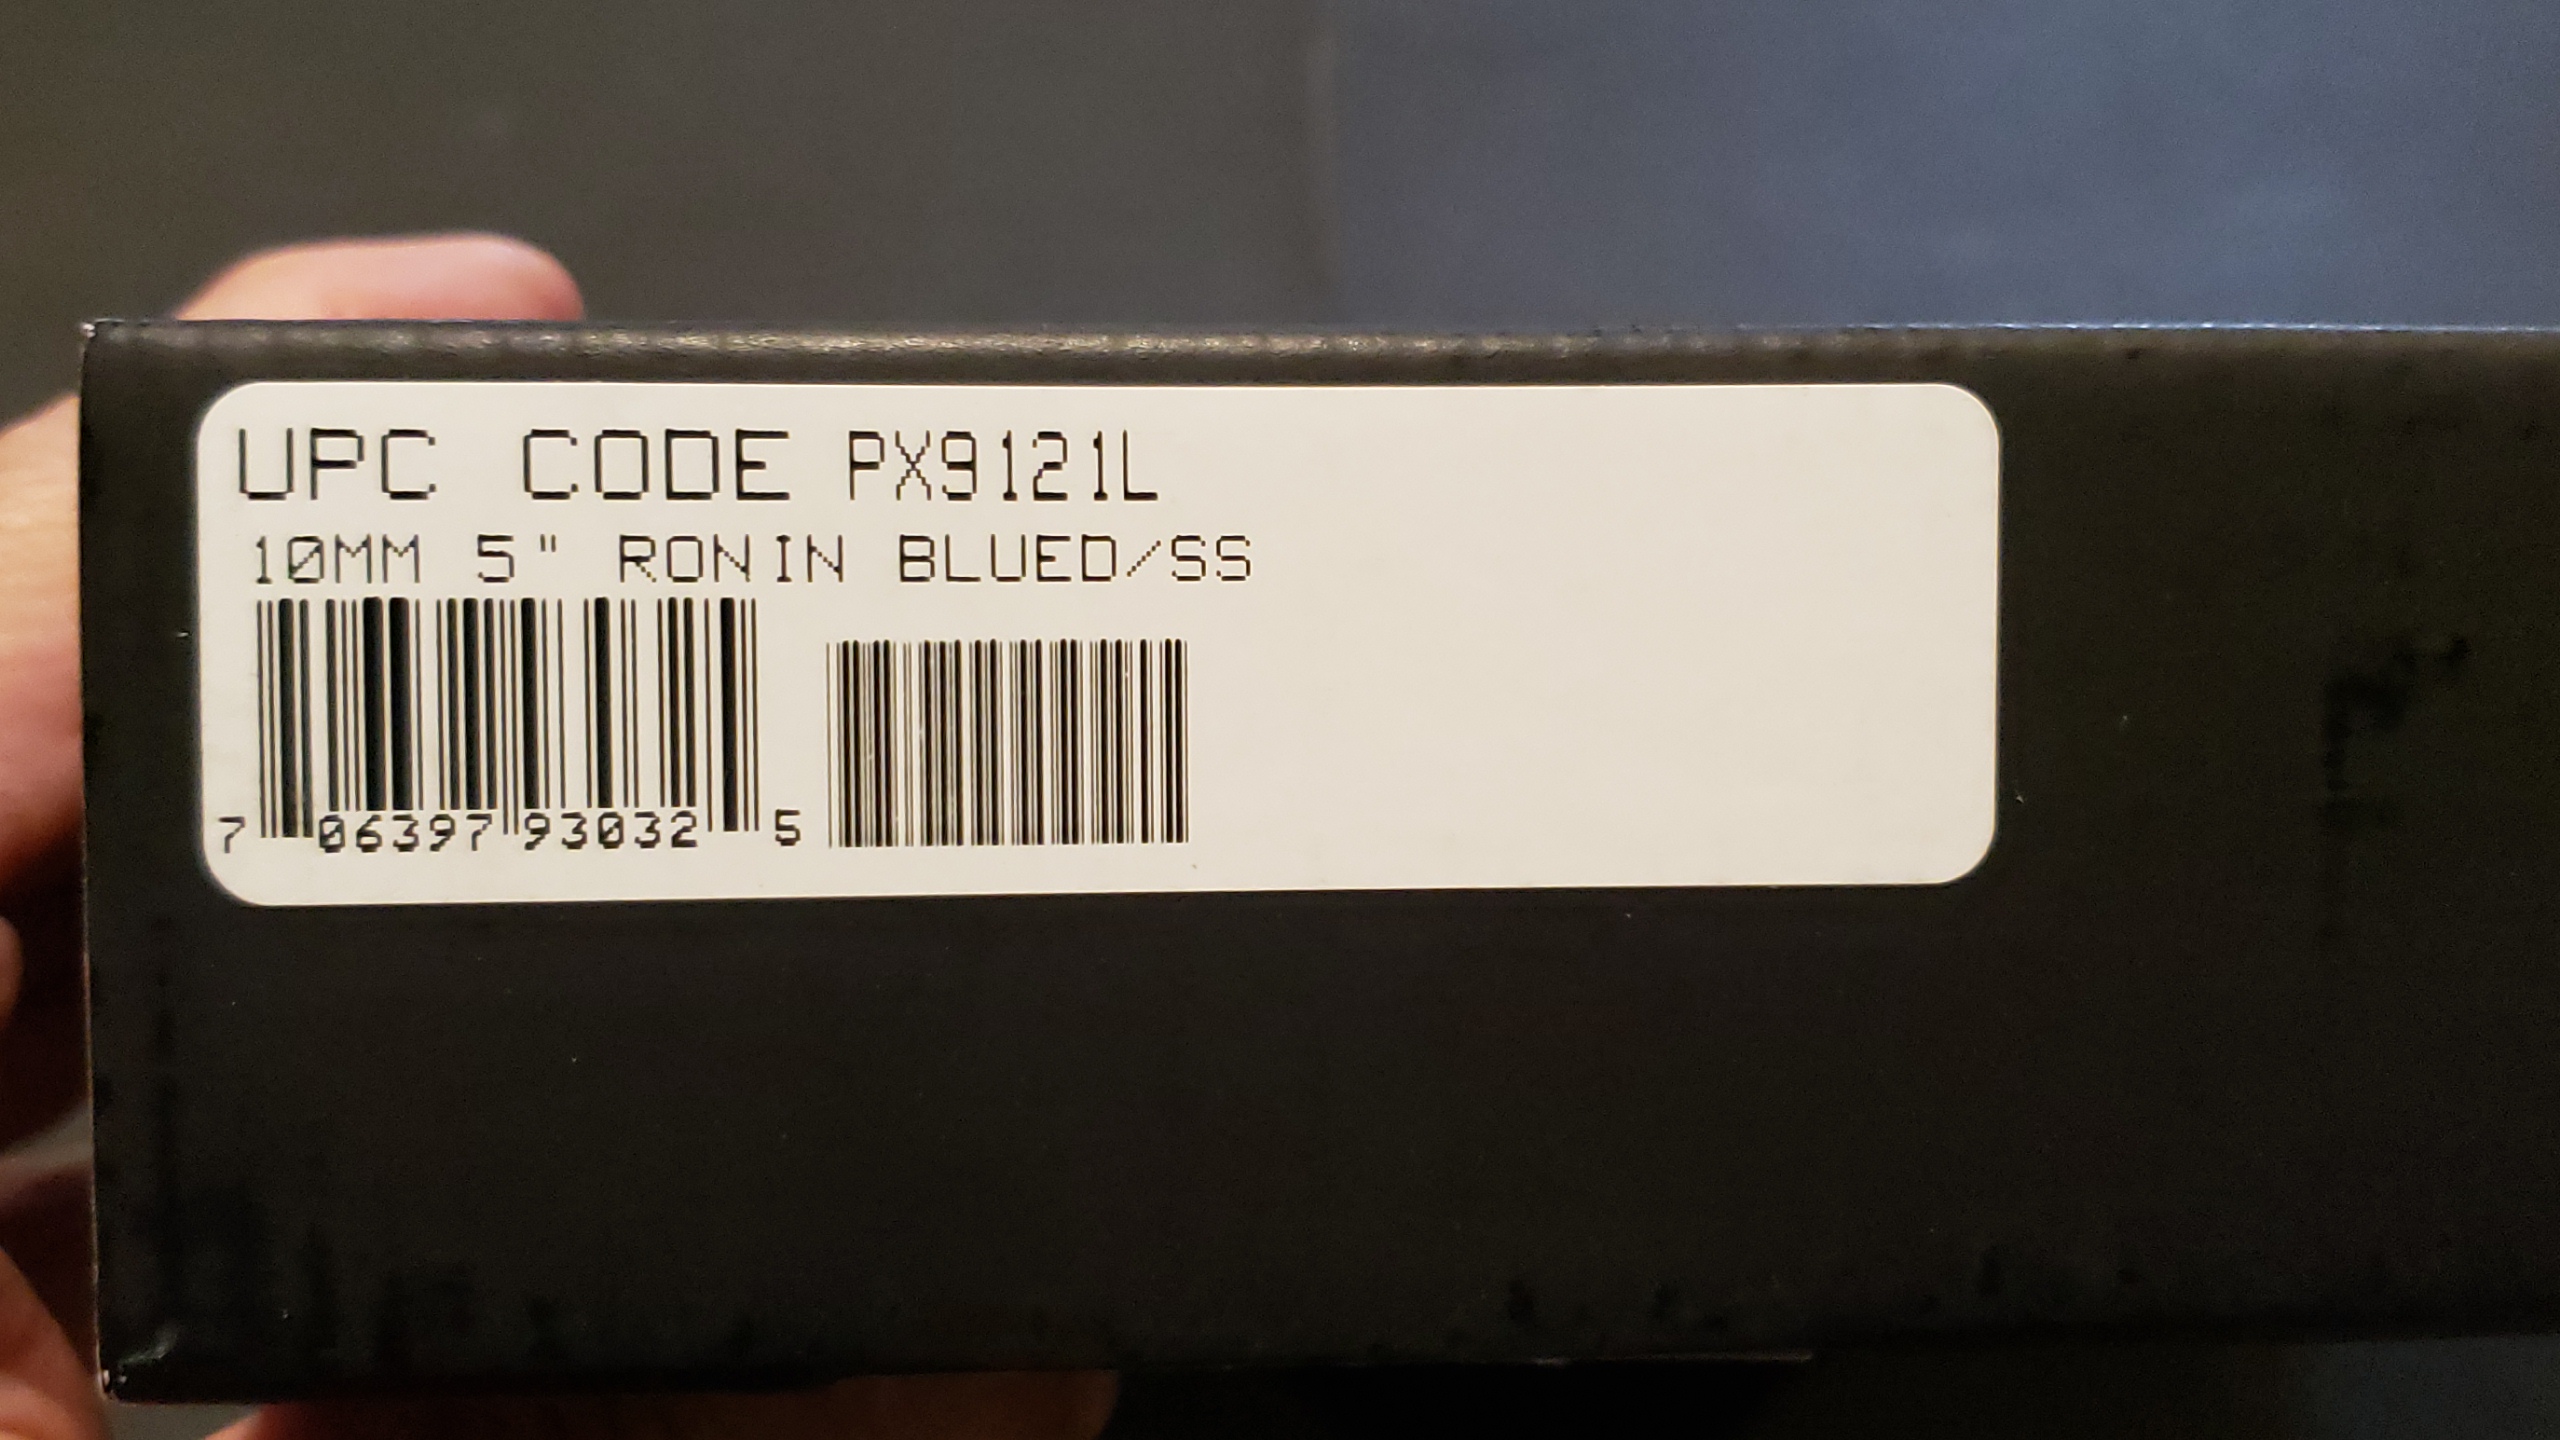 UPC CODE PX9121L
10MM 5" RONIN BLUED/SS
7 06397 93032 5